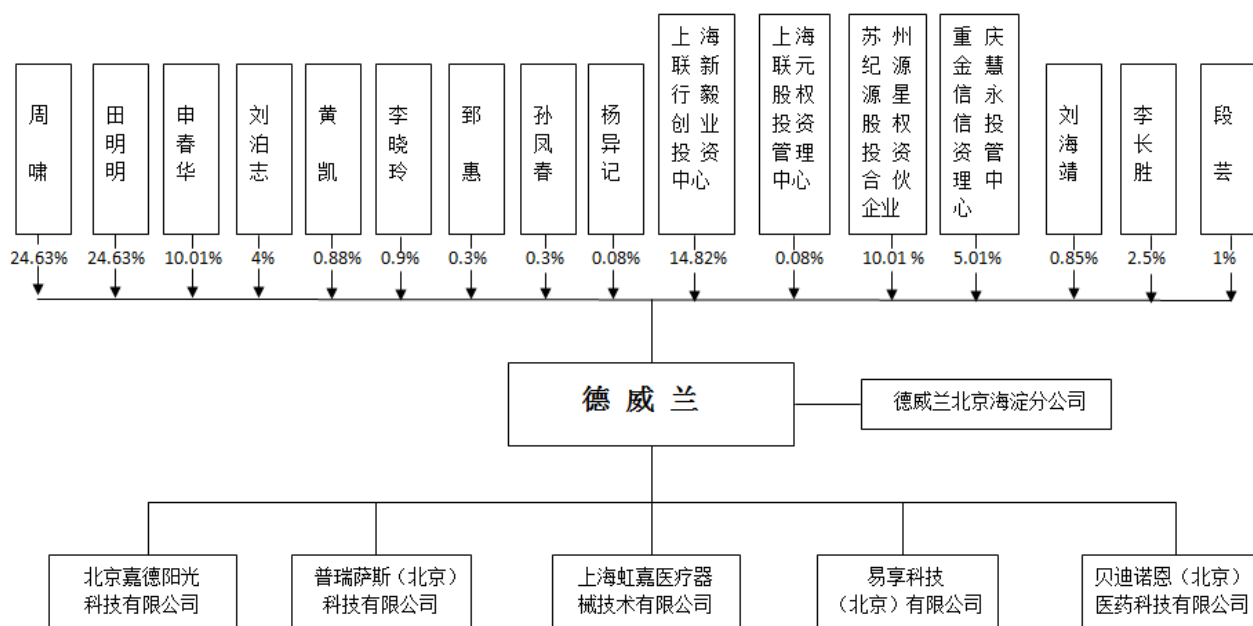 周啸
田明明
申春华
刘泊志
黄凯
李晓玲
郅惠
孙凤春
杨异记
上 海
联 新
行 毅
创 业
投 资
中心
上 海
联 元
股 权
投 资
管 理
中心
苏 州
纪 源
源 星
股 权
投 资
合 伙
企业
重 庆
金 慧
信 永
信 投
资 管
理 中
心
刘海靖
李长胜
段芸
24.63%
24.63%
10.01%
4%
0.88%
0.9%
0.3%
0.3%
0.08%
14.82%
0.08%
10.01 %
5.01%
0.85%
2.5%
1%
德 威 兰
德威兰北京海淀分公司
北京嘉德阳光
科技有限公司
普瑞萨斯（北京）
科技有限公司
上海虹嘉医疗器
械技术有限公司
易享科技
（北京）有限公司
贝迪诺恩（北京）
医药科技有限公司